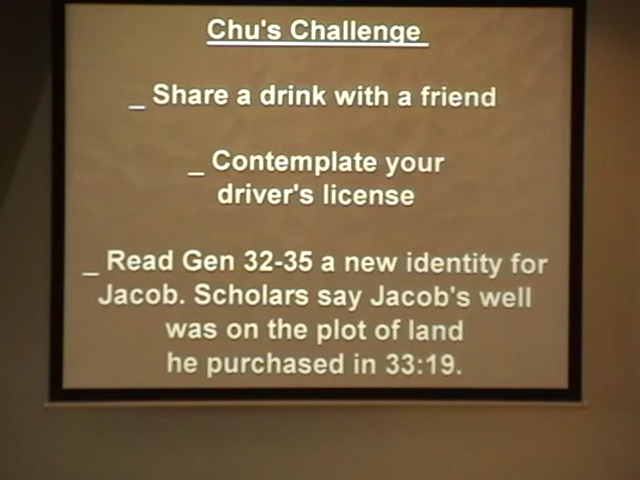 Chu's Challenge
_ Share a drink with a friend
_ Contemplate your
driver's license
_ Read Gen 32-35 a new identity for
Jacob. Scholars say Jacob's well
was on the plot of land
he purchased in 33:19.